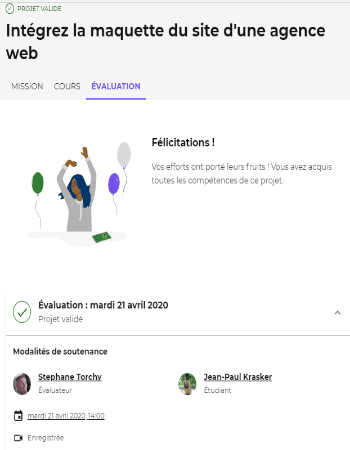 PROJET VALIDÉ
Intégrez la maquette du site d'une agence
web
MISSION COURS ÉVALUATION
Félicitations !
Vos efforts ont porté leurs fruits ! Vous avez acquis
toutes les compétences de ce projet.
Évaluation : mardi 21 avril 2020
Projet validé
Modalités de soutenance
Stephane Torchy Jean-Paul Krasker
Évaluateur Étudiant
mardi 21 avril 2020, 14:00
Enregistrée